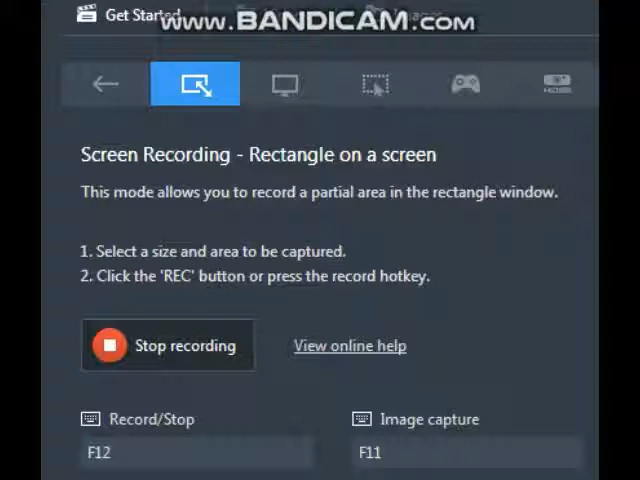 Get Started
www.BANDICAM.com
Screen Recording - Rectangle on a screen
This mode allows you to record a partial area in the rectangle window.
1. Select a size and area to be captured.
2. Click the 'REC' button or press the record hotkey.
Stop recording
View online help
Record/Stop
Image capture
F12
F11